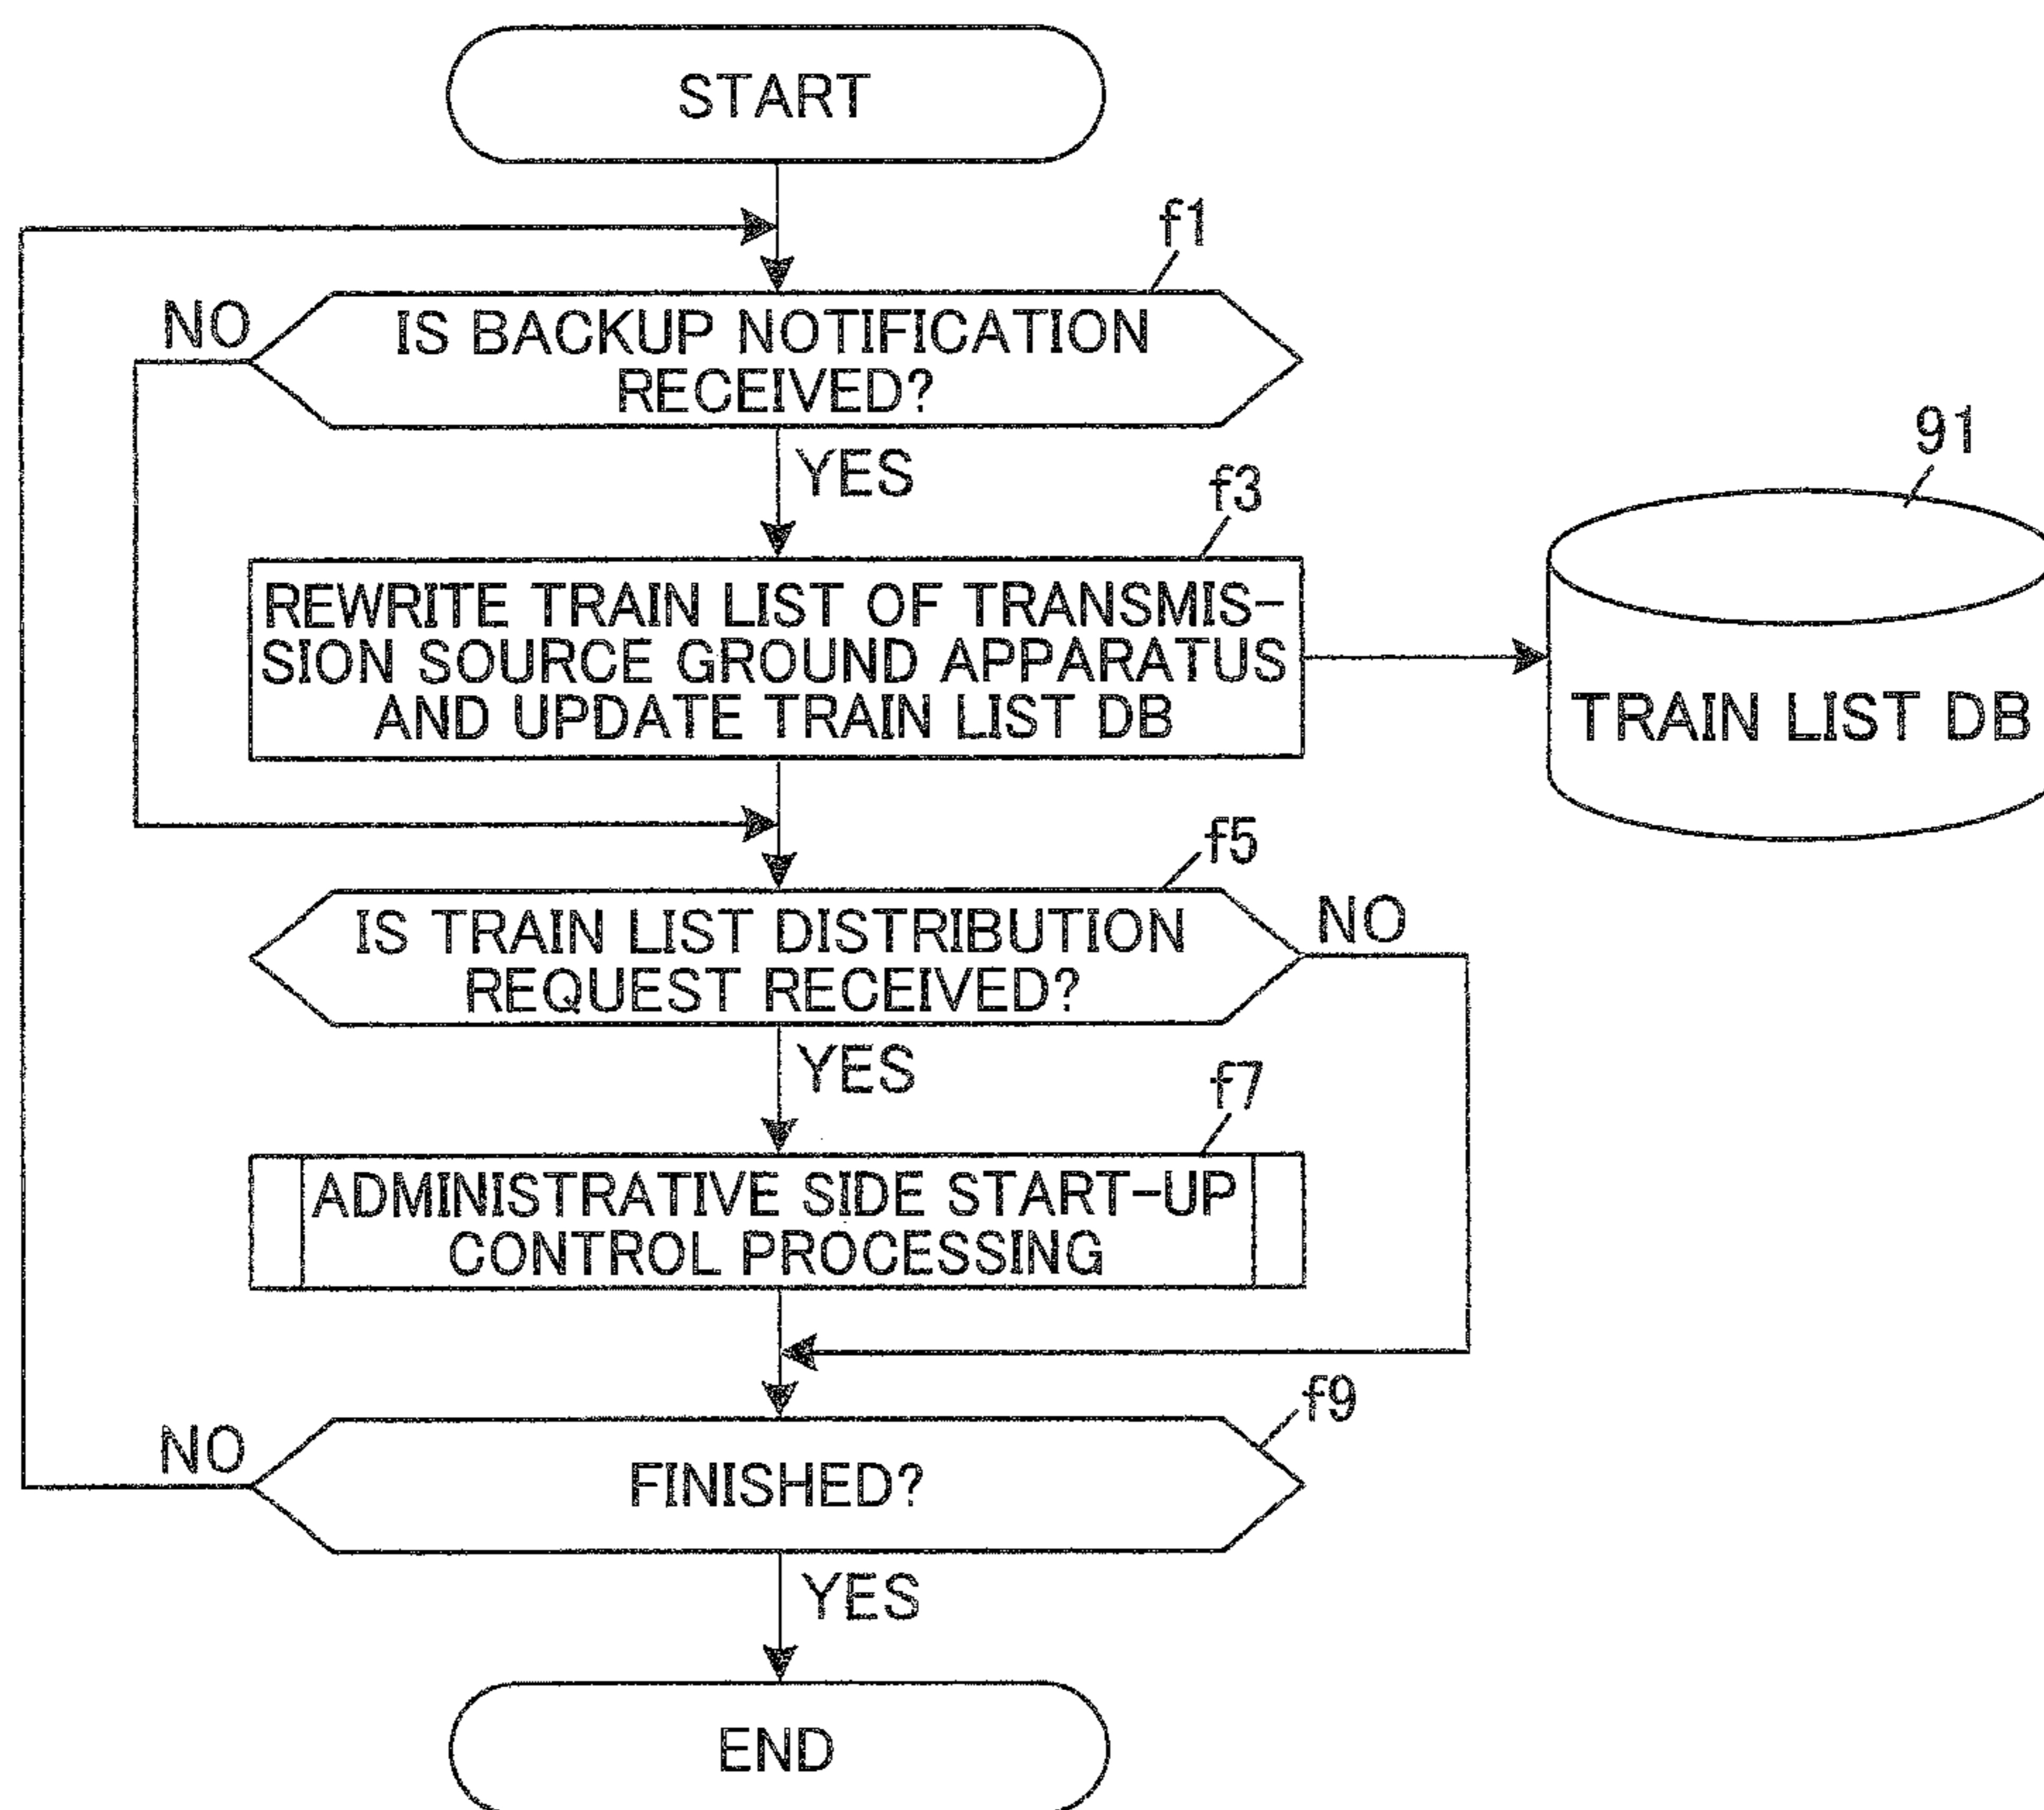 START
f1
NO
IS BACKUP NOTIFICATION
RECEIVED?
YES
f3
91
REWRITE TRAIN LIST OF TRANSMIS-
SION SOURCE GROUND APPARATUS
AND UPDATE TRAIN LIST DB
TRAIN LIST DB
f5
IS TRAIN LIST DISTRIBUTION
REQUEST RECEIVED?
NO
YES
f7
ADMINISTRATIVE SIDE START-UP
CONTROL PROCESSING
f9
NO
FINISHED?
YES
END